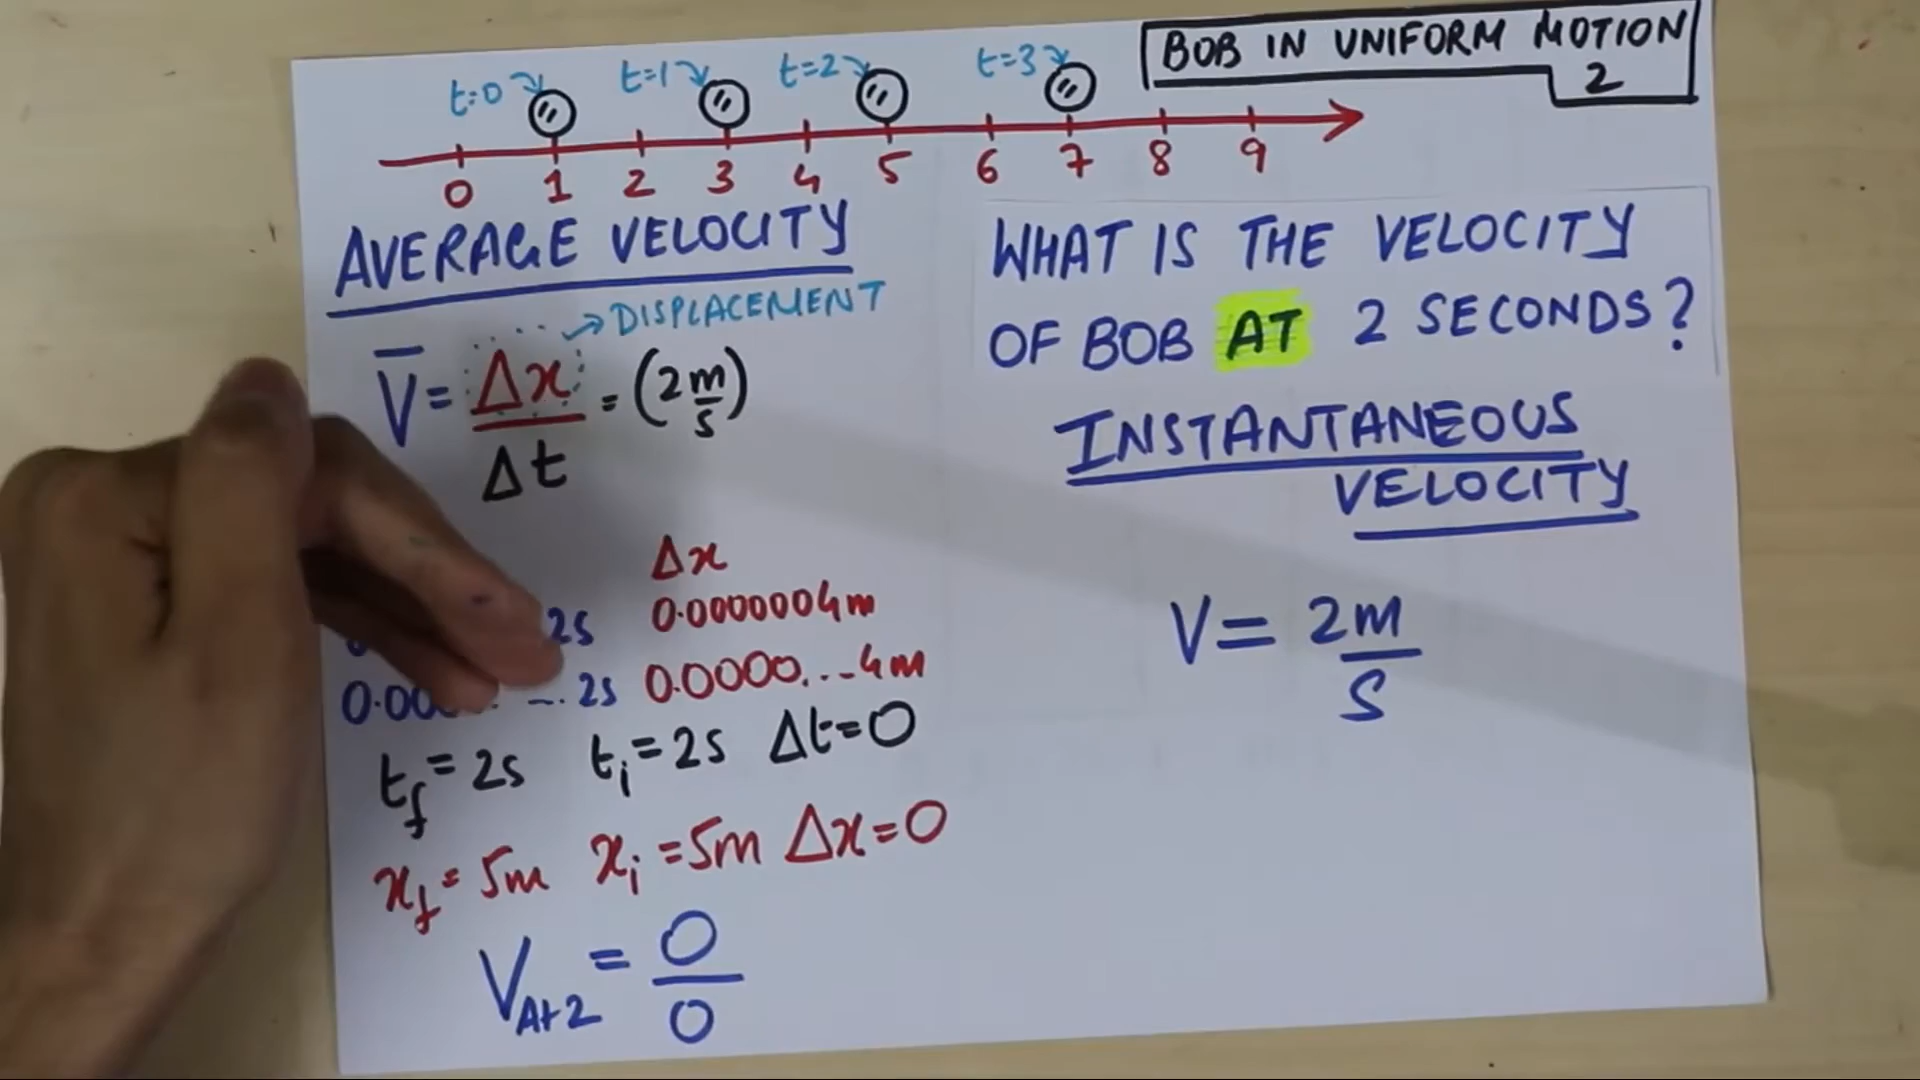 BOB IN UNIFORM MOTION
2
t=0 t=1 t=2 t=3
0 1 2 3 4 5 6 7 8 9
AVERAGE VELOCITY
DISPLACEMENT
V̄ = Δx = (2m/s)
Δt
Δx
2s 0.0000004m
0.00 ... 2s 0.0000...4m
tf = 2s ti = 2s Δt=0
xf = 5m xi = 5m Δx=0
VAt2 = 0/0
WHAT IS THE VELOCITY
OF BOB AT 2 SECONDS?
INSTANTANEOUS
VELOCITY
V = 2m
S